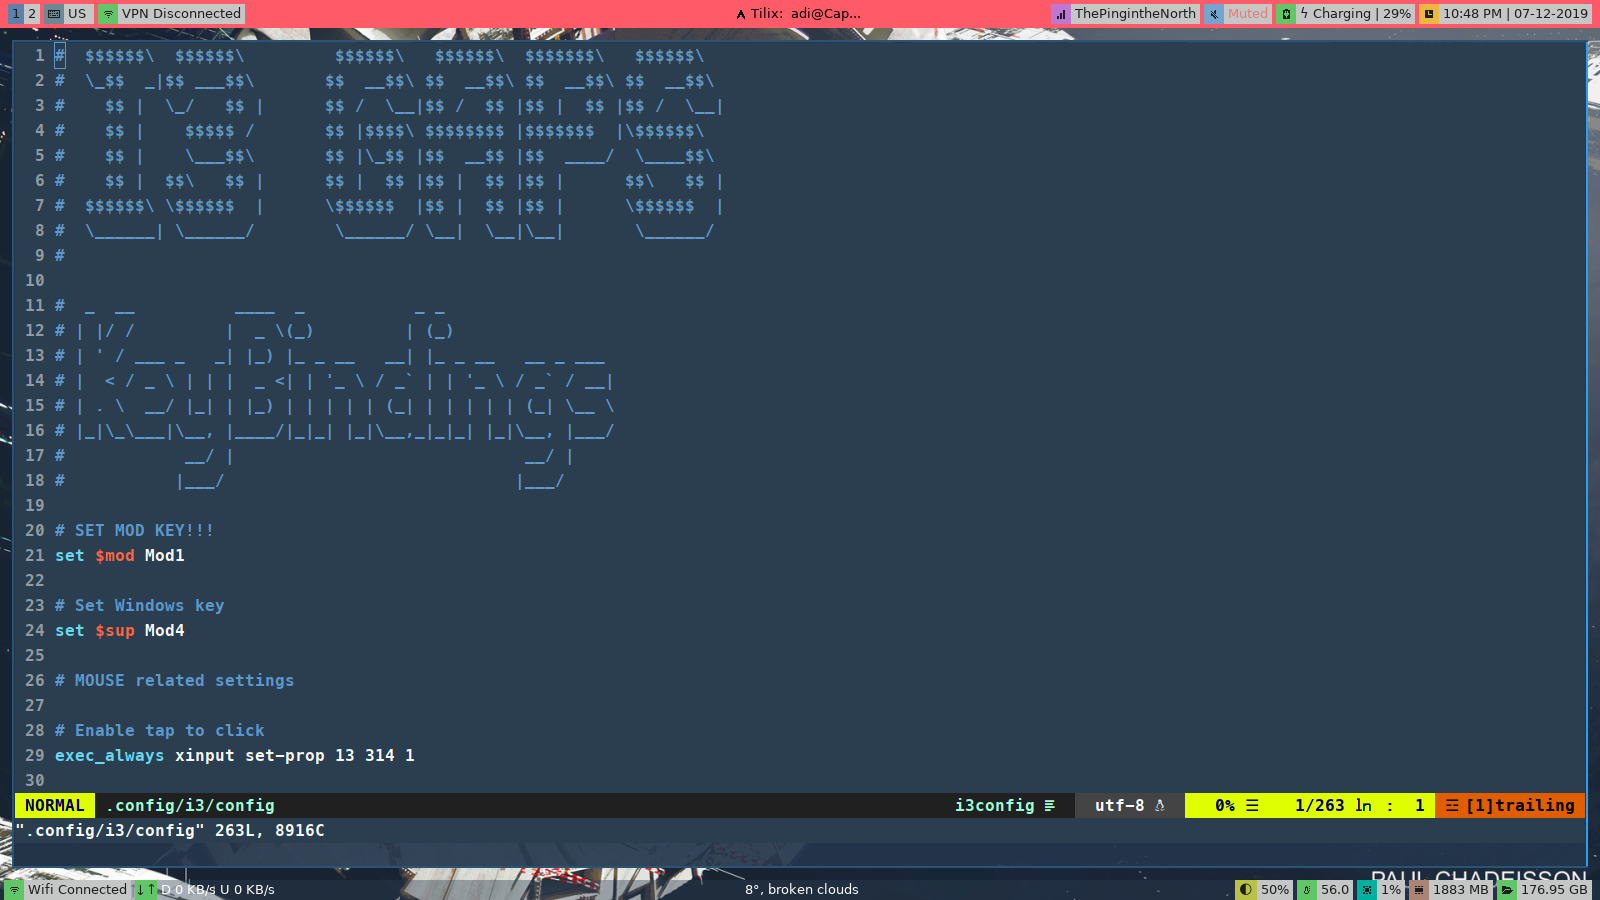 1 2 US VPN Disconnected Tilix: adi@Cap... ThePingintheNorth Muted ϟ Charging | 29% 10:48 PM | 07-12-2019
1 #  $$$$$$\  $$$$$$\         $$$$$$\   $$$$$$\  $$$$$$$\   $$$$$$\
2 #  \_$$  _|$$ ___$$\       $$  __$$\ $$  __$$\ $$  __$$\ $$  __$$\
3 #    $$ |  \_/   $$ |      $$ /  \__|$$ /  $$ |$$ |  $$ |$$ /  \__|
4 #    $$ |    $$$$$ /       $$ |$$$$\ $$$$$$$$ |$$$$$$$  |\$$$$$$\
5 #    $$ |    \___$$\       $$ |\_$$ |$$  __$$ |$$  ____/  \____$$\
6 #    $$ |  $$\   $$ |      $$ |  $$ |$$ |  $$ |$$ |      $$\   $$ |
7 #  $$$$$$\ \$$$$$$  |      \$$$$$$  |$$ |  $$ |$$ |      \$$$$$$  |
8 #  \______| \______/        \______/ \__|  \__|\__|       \______/
9 #
10
11 #  _  __          ____  _           _ _
12 # | |/ /         |  _ \(_)         | (_)
13 # | ' / ___ _   _| |_) |_ _ __   __| |_ _ __   __ _ ___
14 # |  < / _ \ | | |  _ <| | '_ \ / _` | | '_ \ / _` / __|
15 # | . \  __/ |_| | |_) | | | | | (_| | | | | | (_| \__ \
16 # |_|\_\___|\__, |____/|_|_| |_|\__,_|_|_| |_|\__, |___/
17 #            __/ |                             __/ |
18 #           |___/                             |___/
19
20 # SET MOD KEY!!!
21 set $mod Mod1
22
23 # Set Windows key
24 set $sup Mod4
25
26 # MOUSE related settings
27
28 # Enable tap to click
29 exec_always xinput set-prop 13 314 1
30
NORMAL .config/i3/config i3config utf-8 0% ☰ 1/263 ln : 1 ☲ [1]trailing
".config/i3/config" 263L, 8916C
PAUL CHADEISSON
Wifi Connected ↓↑ D 0 KB/s U 0 KB/s 8°, broken clouds 50% 56.0 1% 1883 MB 176.95 GB